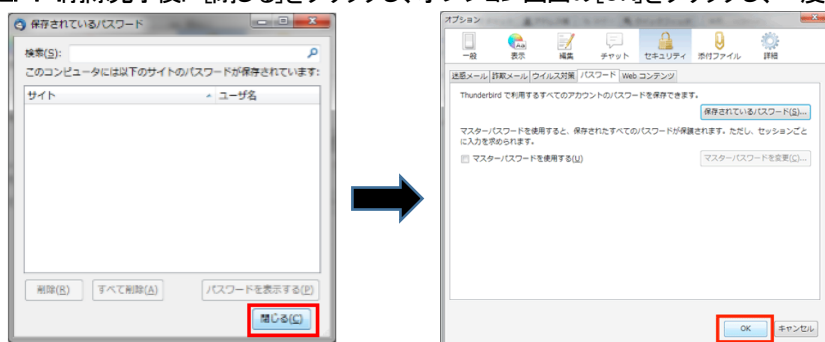 保存されているパスワード
検索(S):
このコンピュータには以下のサイトのパスワードが保存されています:
サイト ユーザ名
削除(R) すべて削除(A) パスワードを表示する(P)
閉じる(C)
オプション
一般 表示 編集 チャット セキュリティ 添付ファイル 詳細
迷惑メール 詐欺メール ウイルス対策 パスワード Web コンテンツ
Thunderbird で利用するすべてのアカウントのパスワードを保存できます。
保存されているパスワード(S)...
マスターパスワードを使用すると、保存されたすべてのパスワードが保護されます。ただし、セッションごと
に入力を求められます。
マスターパスワードを使用する(U) マスターパスワードを変更(C)...
OK キャンセル